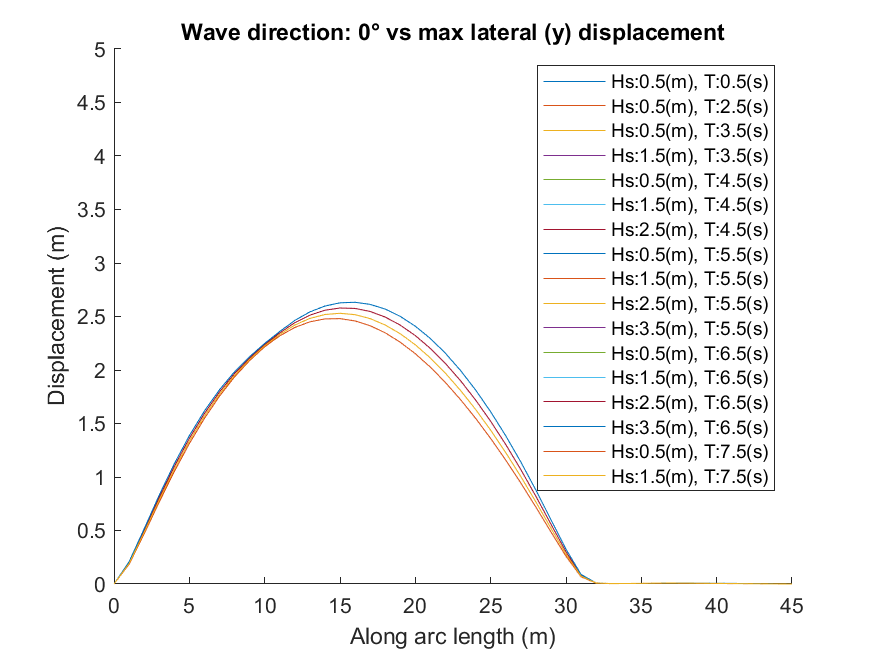 Wave direction: 0° vs max lateral (y) displacement
5
4.5
4
3.5
3
2.5
2
1.5
1
0.5
0
Displacement (m)
Hs:0.5(m), T:0.5(s)
Hs:0.5(m), T:2.5(s)
Hs:0.5(m), T:3.5(s)
Hs:1.5(m), T:3.5(s)
Hs:0.5(m), T:4.5(s)
Hs:1.5(m), T:4.5(s)
Hs:2.5(m), T:4.5(s)
Hs:0.5(m), T:5.5(s)
Hs:1.5(m), T:5.5(s)
Hs:2.5(m), T:5.5(s)
Hs:3.5(m), T:5.5(s)
Hs:0.5(m), T:6.5(s)
Hs:1.5(m), T:6.5(s)
Hs:2.5(m), T:6.5(s)
Hs:3.5(m), T:6.5(s)
Hs:0.5(m), T:7.5(s)
Hs:1.5(m), T:7.5(s)
0 5 10 15 20 25 30 35 40 45
Along arc length (m)